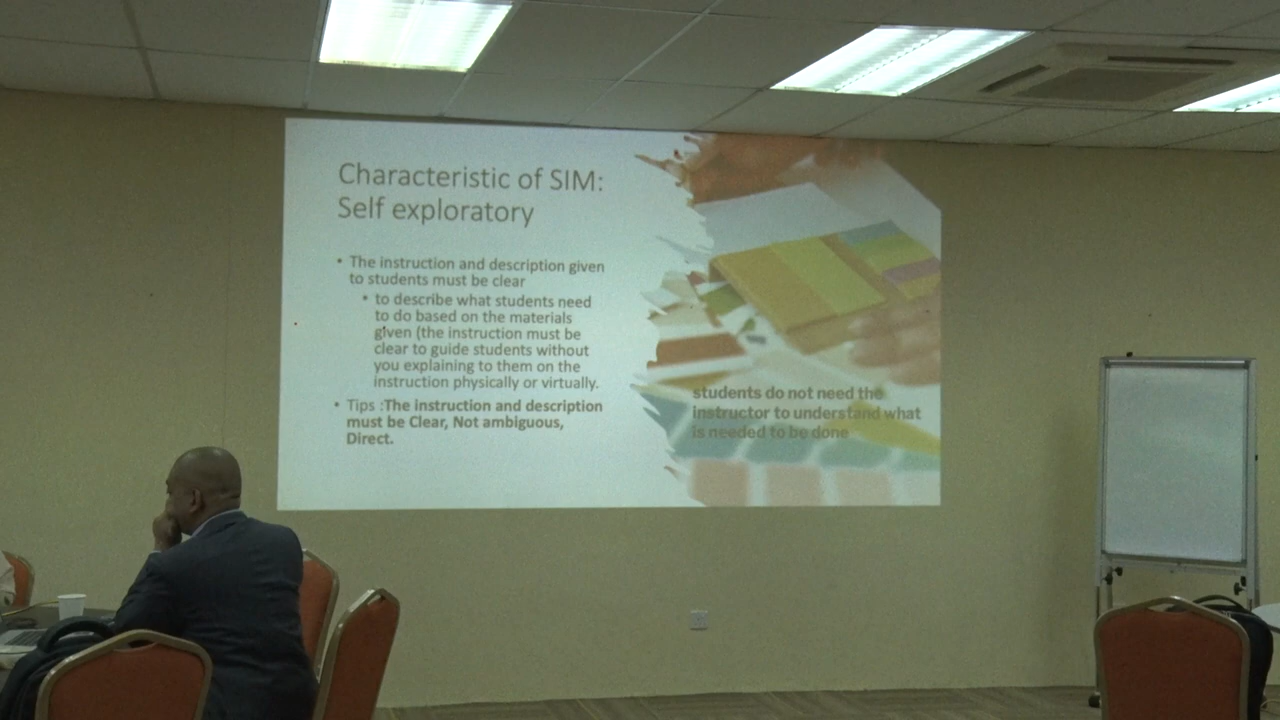 Characteristic of SIM:
Self exploratory
• The instruction and description given
to students must be clear
• to describe what students need
to do based on the materials
given (the instruction must be
clear to guide students without
you explaining to them on the
instruction physically or virtually.
• Tips :The instruction and description
must be Clear, Not ambiguous,
Direct.
students do not need the
instructor to understand what
is needed to be done